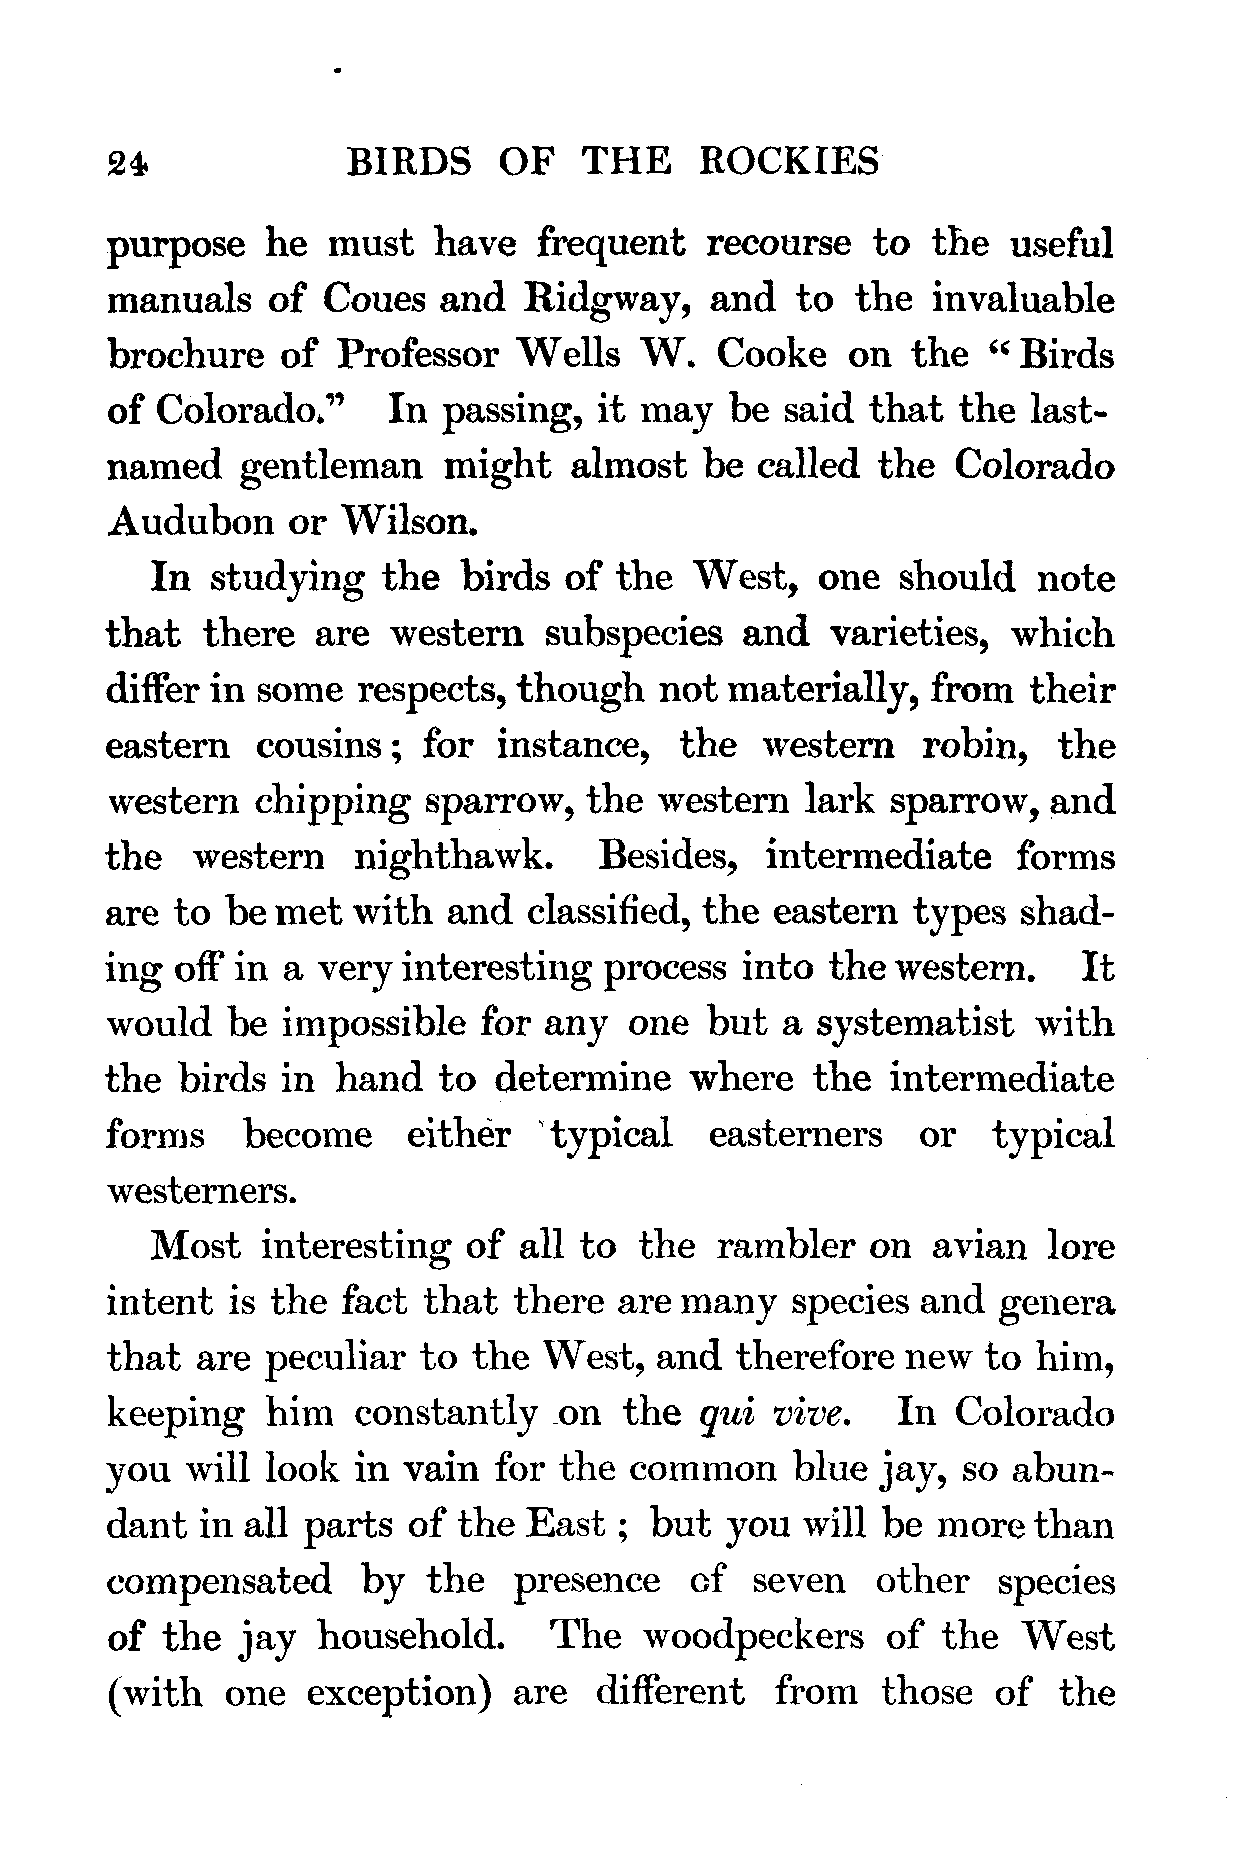 24 BIRDS OF THE ROCKIES
purpose he must have frequent recourse to the useful
manuals of Coues and Ridgway, and to the invaluable
brochure of Professor Wells W. Cooke on the “Birds
of Colorado.” In passing, it may be said that the last-
named gentleman might almost be called the Colorado
Audubon or Wilson.
In studying the birds of the West, one should note
that there are western subspecies and varieties, which
differ in some respects, though not materially, from their
eastern cousins; for instance, the western robin, the
western chipping sparrow, the western lark sparrow, and
the western nighthawk. Besides, intermediate forms
are to be met with and classified, the eastern types shad-
ing off in a very interesting process into the western. It
would be impossible for any one but a systematist with
the birds in hand to determine where the intermediate
forms become either typical easterners or typical
westerners.
Most interesting of all to the rambler on avian lore
intent is the fact that there are many species and genera
that are peculiar to the West, and therefore new to him,
keeping him constantly on the qui vive. In Colorado
you will look in vain for the common blue jay, so abun-
dant in all parts of the East; but you will be more than
compensated by the presence of seven other species
of the jay household. The woodpeckers of the West
(with one exception) are different from those of the